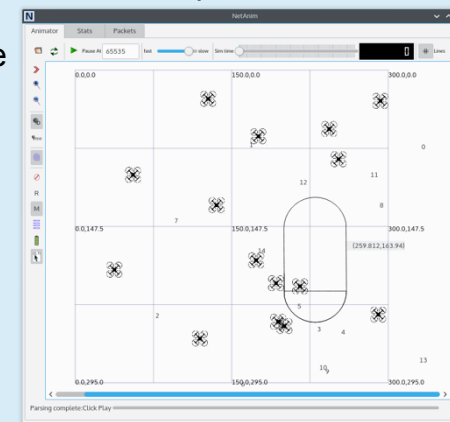 NetAnim
e
Animator Stats Packets
Pause At 65535 fast slow Sim time 0 Lines
0.0,0.0 150.0,0.0 300.0,0.0
1
0
12
11
R
8
M
7
0.0,147.5 150.0,147.5 300.0,147.5
(259.812,163.94)
14
5
2
3 4
13
10
9
0.0,295.0 150.0,295.0 300.0,295.0
Parsing complete:Click Play